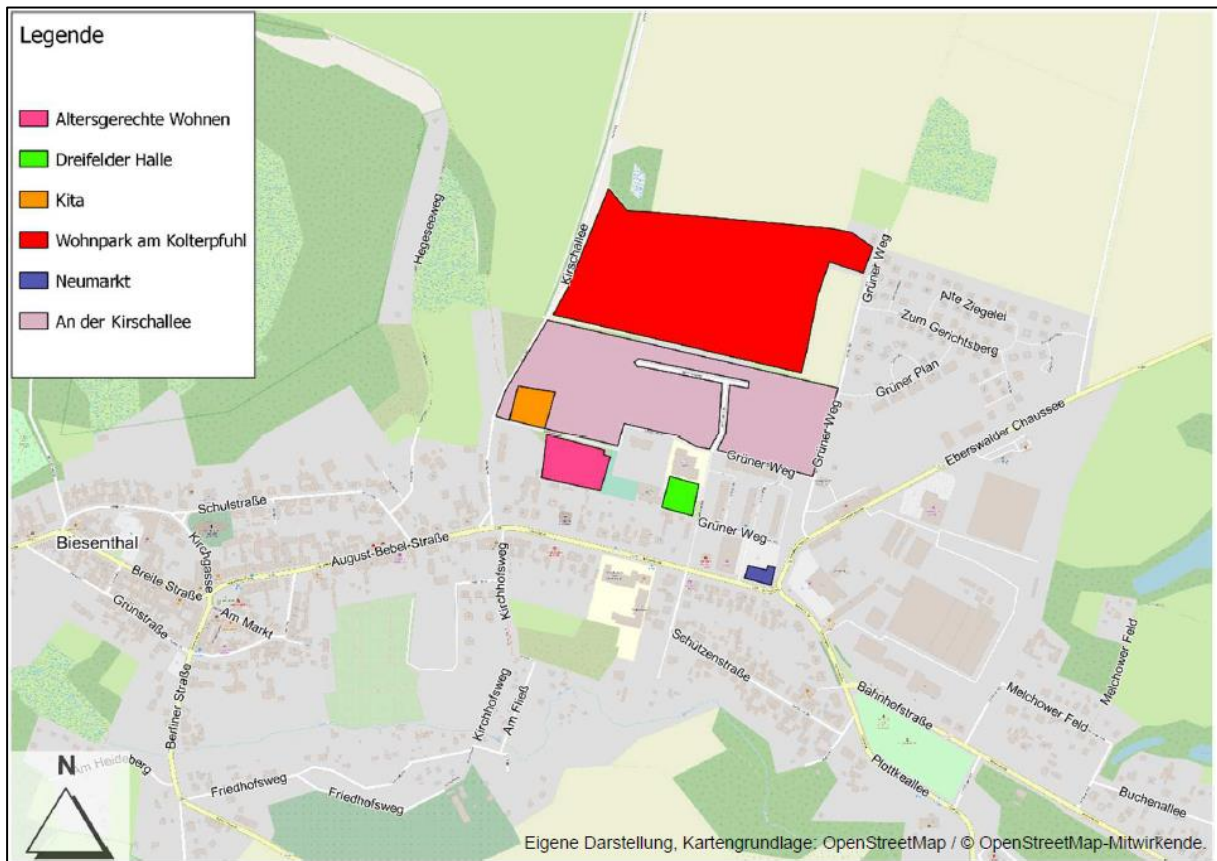 Legende
Altersgerechte Wohnen
Dreifelder Halle
Kita
Wohnpark am Kolterpfuhl
Neumarkt
An der Kirschallee
Hegeseeweg
Kirschallee
Grüner Weg
Alte Ziegelei
Zum Gerichtsberg
Grüner Plan
Eberswalder Chaussee
Grüner Weg
Grüner Weg
Grüner Weg
Schulstraße
Biesenthal
Kirchgasse
August-Bebel-Straße
Breite Straße
Grünstraße
Am Markt
Kirchhofsweg
Schützenstraße
Melchower Feld
Berliner Straße
Bahnhofstraße
Melchower Feld
Kirchhofsweg
Am Fließ
Plottkeallee
Am Heideberg
Friedhofsweg
Friedhofsweg
Buchenallee
N
Eigene Darstellung, Kartengrundlage: OpenStreetMap / © OpenStreetMap-Mitwirkende.